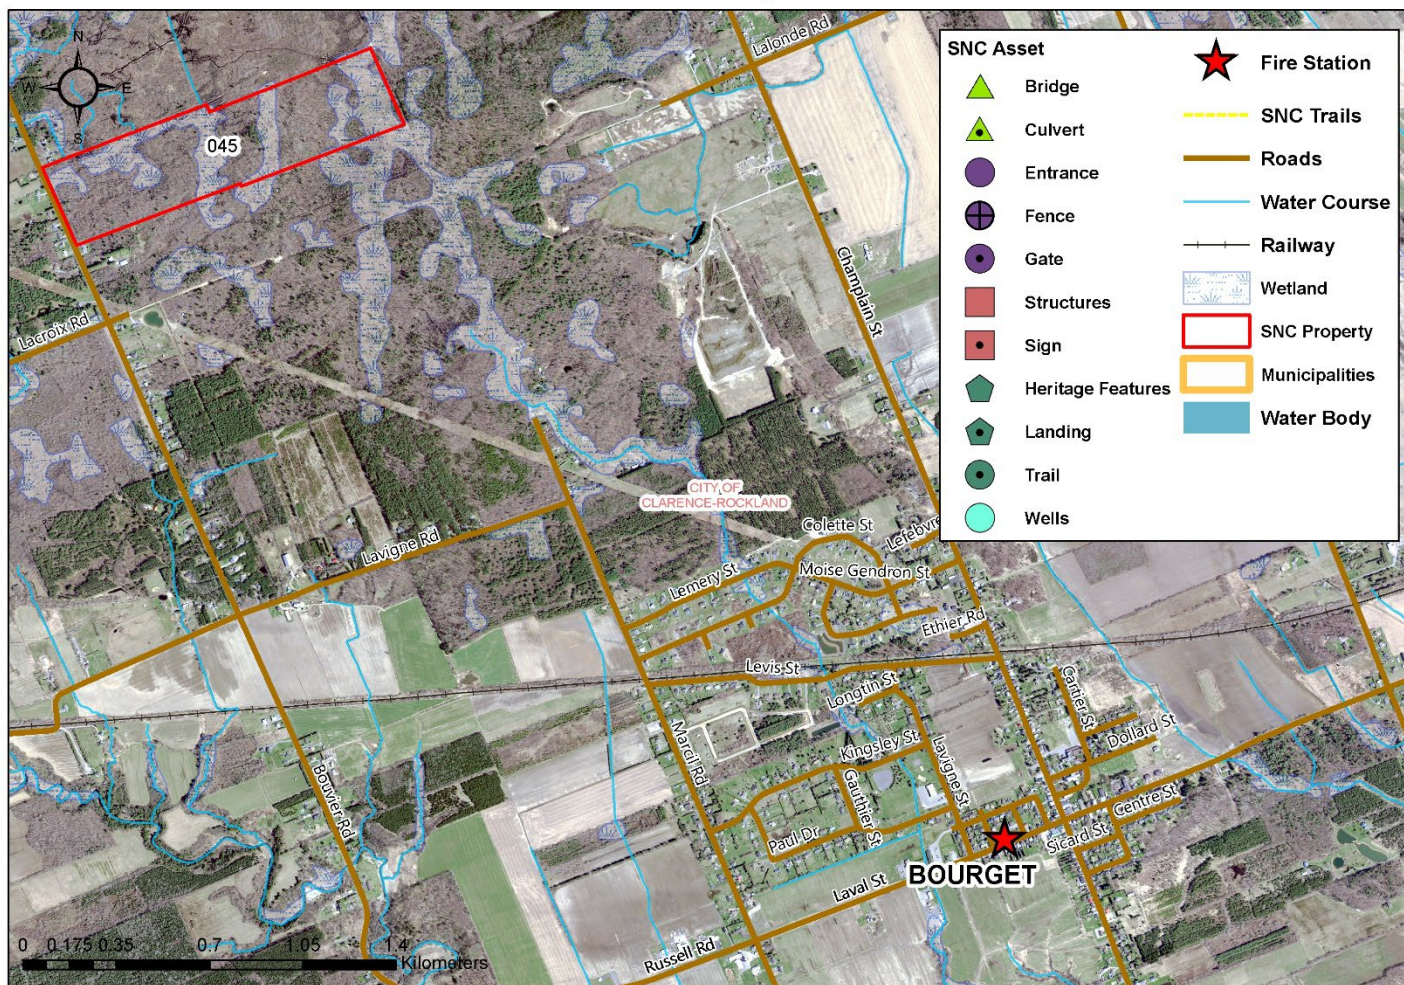 N
W
E
S
045
Lalonde Rd
Champlain St
Lacroix Rd
Lavigne Rd
CITY OF
CLARENCE-ROCKLAND
Colette St
Lefebvre
Moise Gendron St
Lemery St
Ethier Rd
Levis St
Longtin St
Cartier St
Dollard St
Kingsley St
Lavigne St
Marcil Rd
Bouvier Rd
Gauthier St
Paul Dr
Centre St
Sicard St
BOURGET
Laval St
Russell Rd
0 0.175 0.35 0.7 1.05 1.4
Kilometers
SNC Asset
Bridge
Culvert
Entrance
Fence
Gate
Structures
Sign
Heritage Features
Landing
Trail
Wells
Fire Station
SNC Trails
Roads
Water Course
Railway
Wetland
SNC Property
Municipalities
Water Body